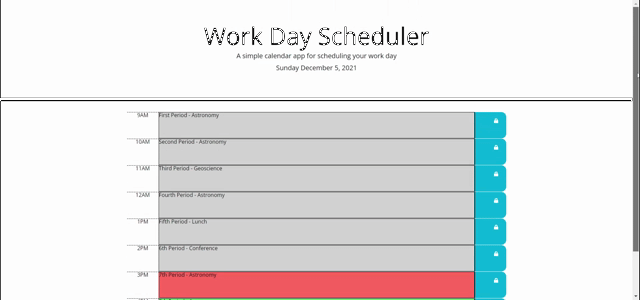 Work Day Scheduler
A simple calendar app for scheduling your work day
Sunday December 5, 2021
9AM First Period - Astronomy
10AM Second Period - Astronomy
11AM Third Period - Geoscience
12AM Fourth Period - Astronomy
1PM Fifth Period - Lunch
2PM 6th Period - Conference
3PM 7th Period - Astronomy